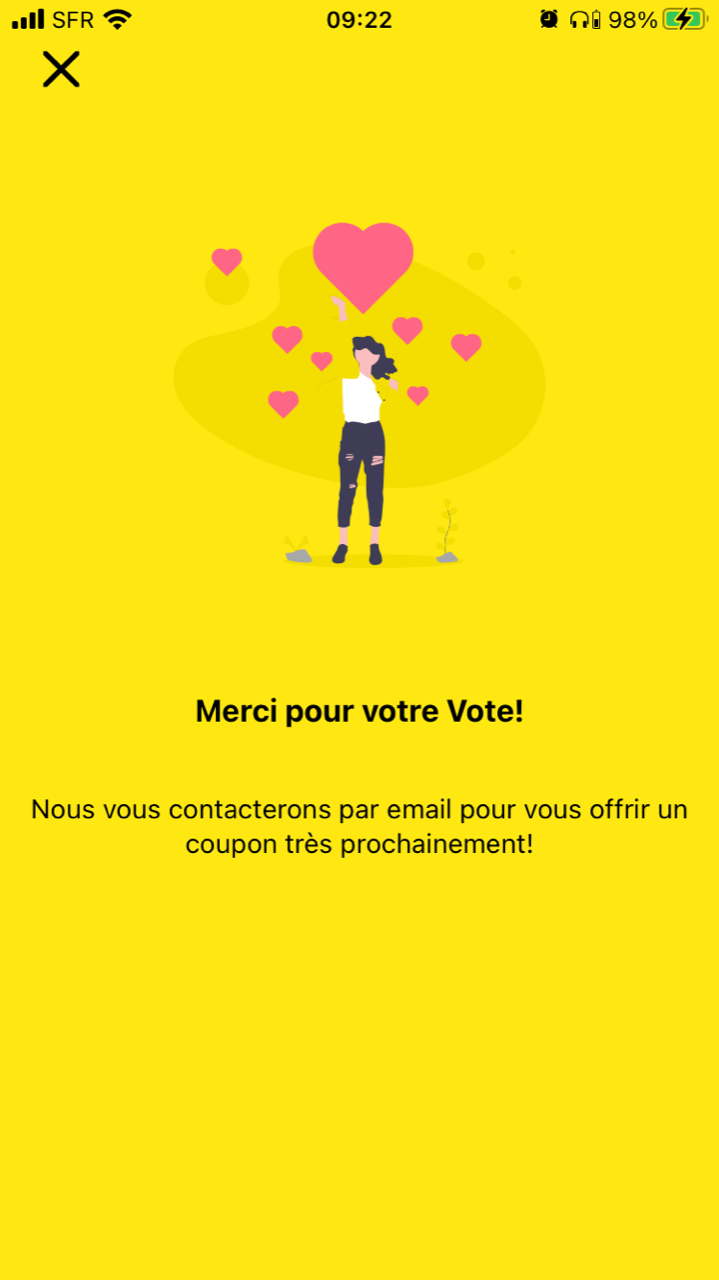 SFR 09:22 98%
Merci pour votre Vote!
Nous vous contacterons par email pour vous offrir un
coupon très prochainement!